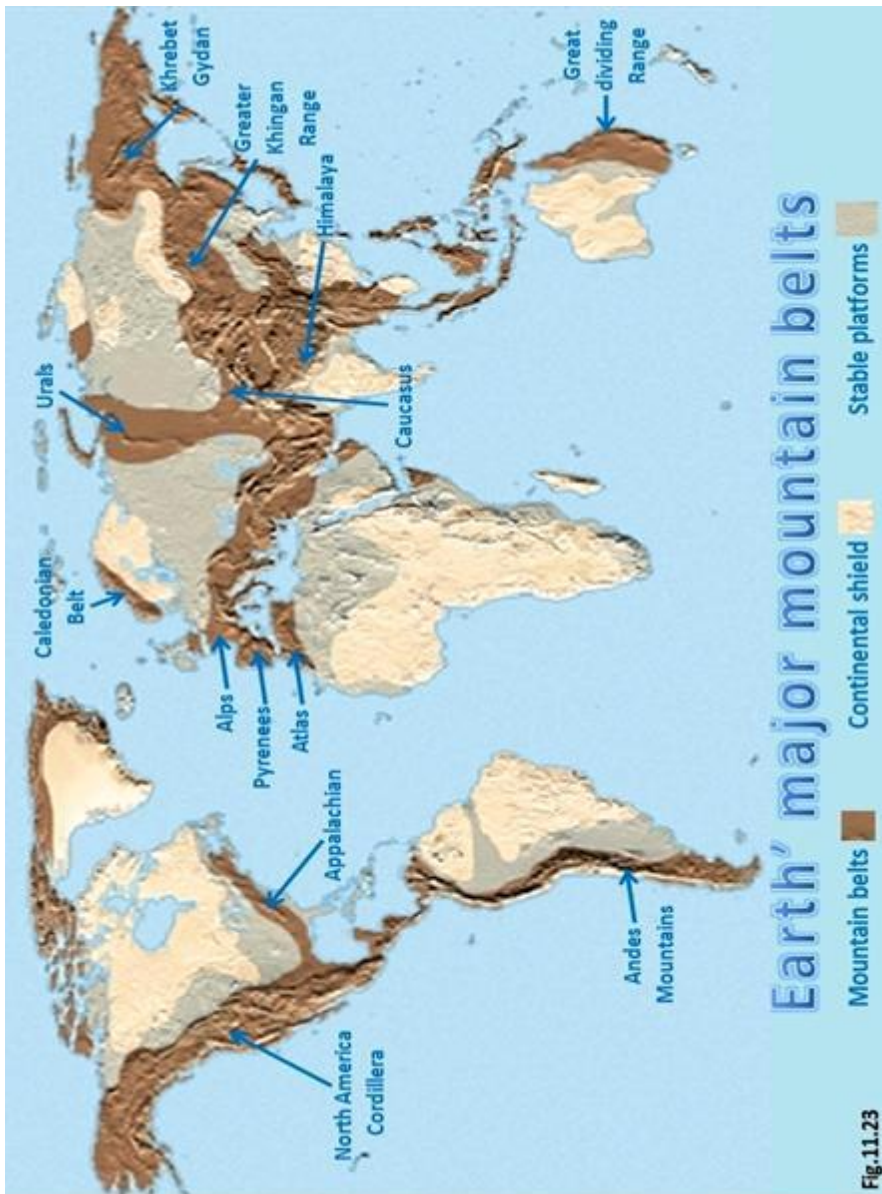 Caledonian
Belt
Urals
Khrebet
Gydan
Greater
Khingan
Range
Himalaya
Caucasus
Alps
Pyrenees
Atlas
Appalachian
North America
Cordillera
Andes
Mountains
Great
dividing
Range
Earth' major mountain belts
Mountain belts
Continental shield
Stable platforms
Fig.11.23